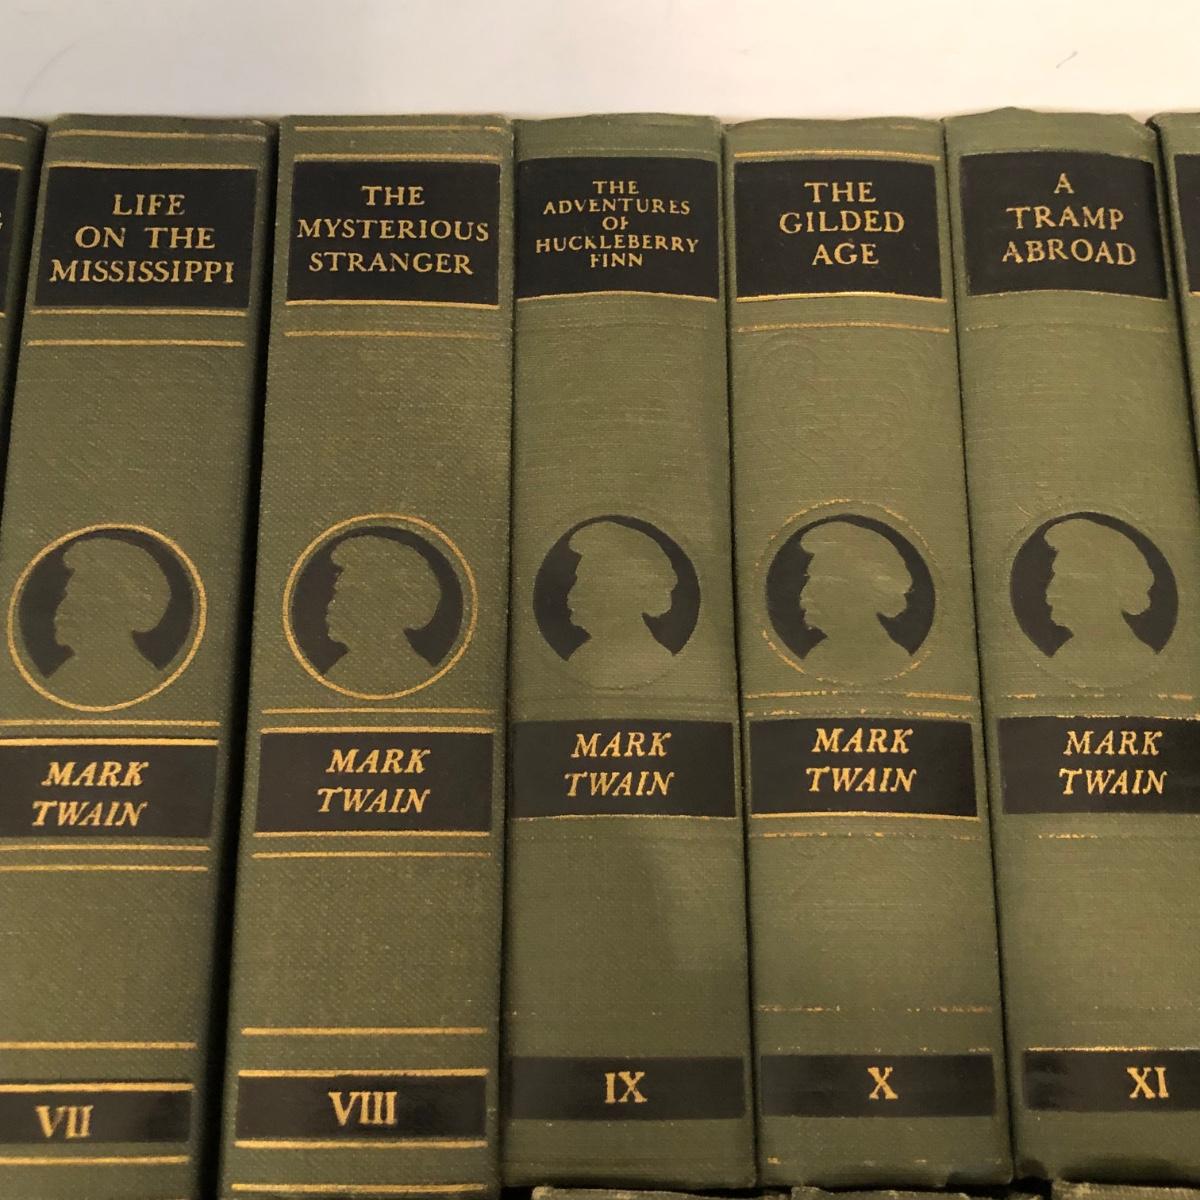 LIFE
ON THE
MISSISSIPPI
MARK
TWAIN
VII
THE
MYSTERIOUS
STRANGER
MARK
TWAIN
VIII
THE
ADVENTURES
OF
HUCKLEBERRY
FINN
MARK
TWAIN
IX
THE
GILDED
AGE
MARK
TWAIN
X
A
TRAMP
ABROAD
MARK
TWAIN
XI